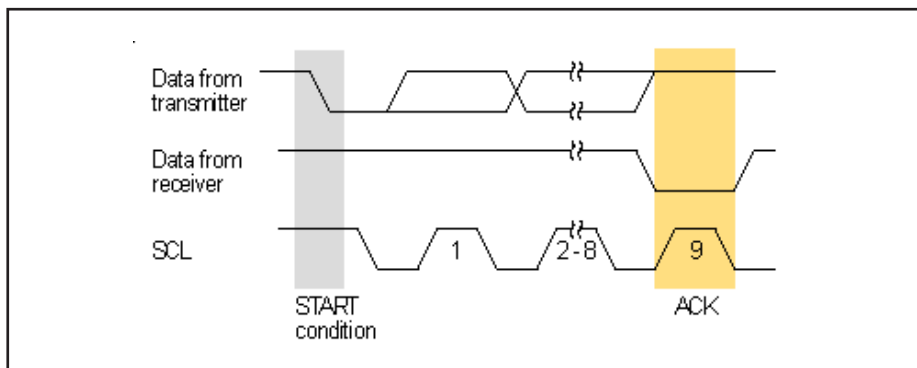 Data from
transmitter
Data from
receiver
SCL
1
2-8
9
START
condition
ACK